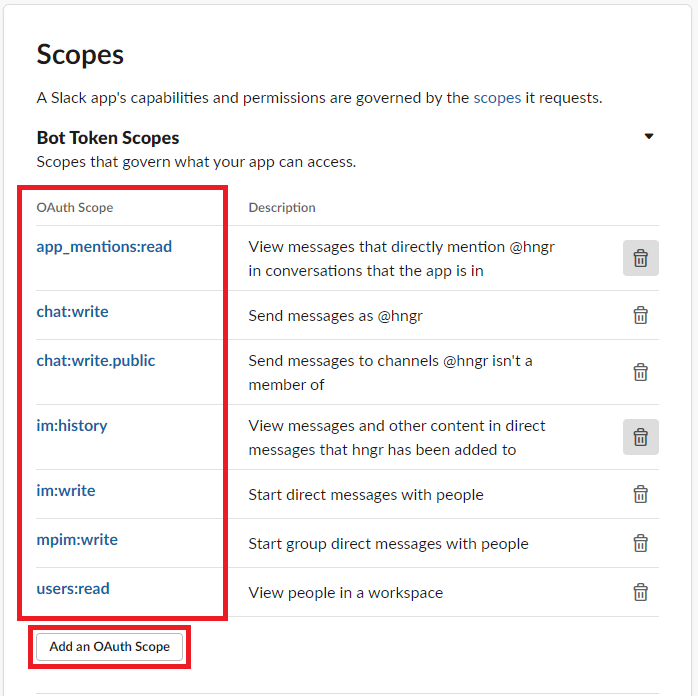 Scopes
A Slack app's capabilities and permissions are governed by the scopes it requests.
Bot Token Scopes
Scopes that govern what your app can access.
OAuth Scope
Description
app_mentions:read
View messages that directly mention @hngr
in conversations that the app is in
chat:write
Send messages as @hngr
chat:write.public
Send messages to channels @hngr isn't a
member of
im:history
View messages and other content in direct
messages that hngr has been added to
im:write
Start direct messages with people
mpim:write
Start group direct messages with people
users:read
View people in a workspace
Add an OAuth Scope